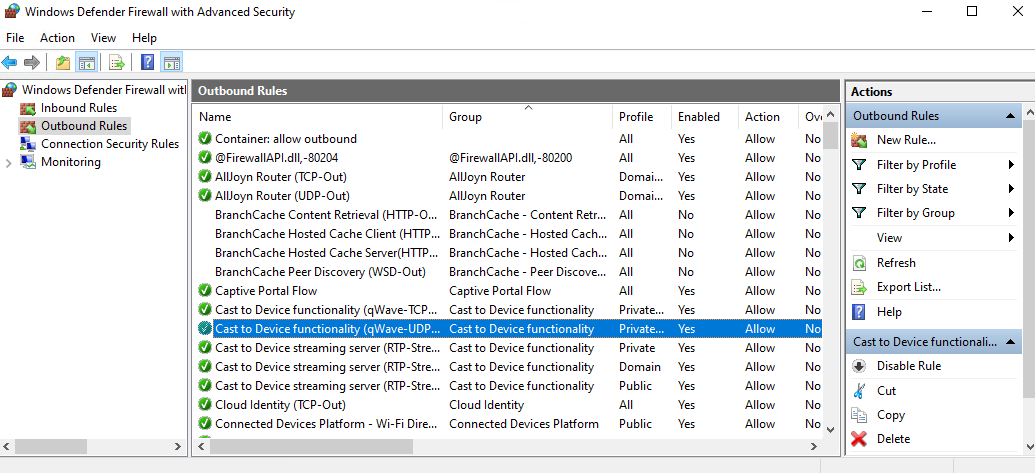 Windows Defender Firewall with Advanced Security
File Action View Help
Windows Defender Firewall witl
Inbound Rules
Outbound Rules
Connection Security Rules
Monitoring
Outbound Rules
Name Group Profile Enabled Action Ov
Container: allow outbound All Yes Allow No
@FirewallAPI.dll,-80204 @FirewallAPI.dll,-80200 All Yes Allow No
AllJoyn Router (TCP-Out) AllJoyn Router Domai... Yes Allow No
AllJoyn Router (UDP-Out) AllJoyn Router Domai... Yes Allow No
BranchCache Content Retrieval (HTTP-O... BranchCache - Content Retr... All No Allow No
BranchCache Hosted Cache Client (HTTP... BranchCache - Hosted Cach... All No Allow No
BranchCache Hosted Cache Server(HTTP... BranchCache - Hosted Cach... All No Allow No
BranchCache Peer Discovery (WSD-Out) BranchCache - Peer Discove... All No Allow No
Captive Portal Flow Captive Portal Flow All Yes Allow No
Cast to Device functionality (qWave-TCP... Cast to Device functionality Private... Yes Allow No
Cast to Device functionality (qWave-UDP... Cast to Device functionality Private... Yes Allow No
Cast to Device streaming server (RTP-Stre... Cast to Device functionality Private Yes Allow No
Cast to Device streaming server (RTP-Stre... Cast to Device functionality Domain Yes Allow No
Cast to Device streaming server (RTP-Stre... Cast to Device functionality Public Yes Allow No
Cloud Identity (TCP-Out) Cloud Identity All Yes Allow No
Connected Devices Platform - Wi-Fi Dire... Connected Devices Platform Public Yes Allow No
Actions
Outbound Rules
New Rule...
Filter by Profile
Filter by State
Filter by Group
View
Refresh
Export List...
Help
Cast to Device functionali...
Disable Rule
Cut
Copy
Delete